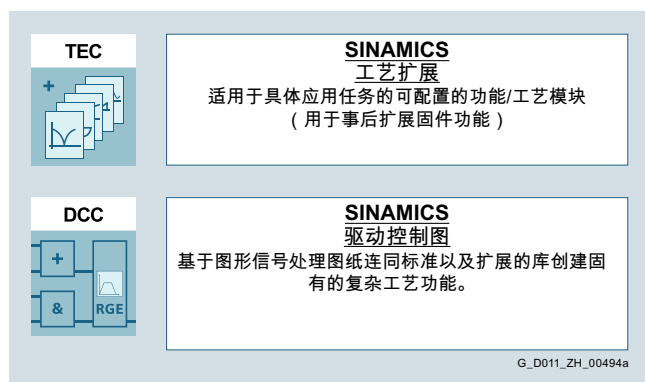 TEC
SINAMICS
工艺扩展
适用于具体应用任务的可配置的功能/工艺模块
（用于事后扩展固件功能）
+
1
DCC
SINAMICS
驱动控制图
基于图形信号处理图纸连同标准以及扩展的库创建固
有的复杂工艺功能。
+
&
RGE
G_D011_ZH_00494a